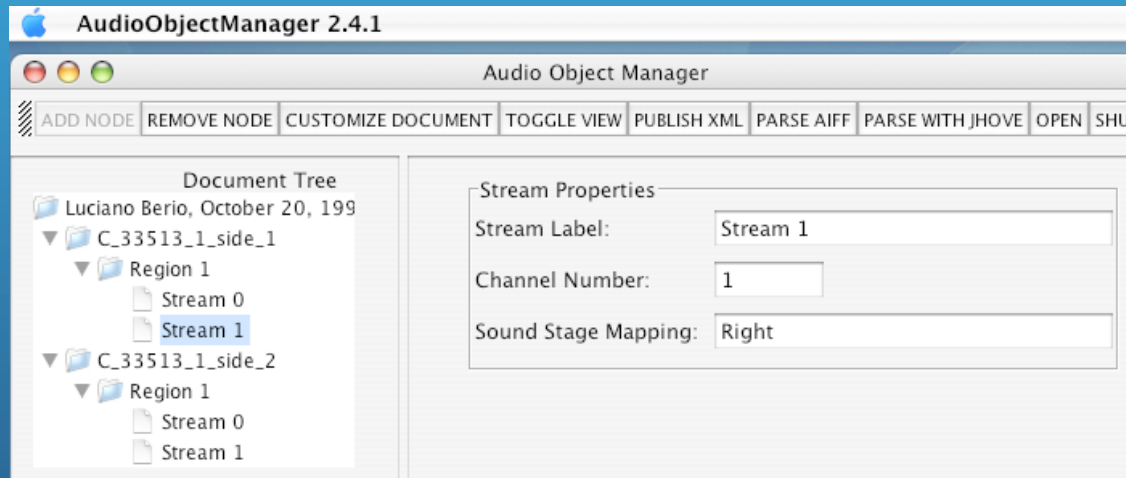 AudioObjectManager 2.4.1
Audio Object Manager
ADD NODE REMOVE NODE CUSTOMIZE DOCUMENT TOGGLE VIEW PUBLISH XML PARSE AIFF PARSE WITH JHOVE OPEN SHU
Document Tree
Luciano Berio, October 20, 199
C_33513_1_side_1
Region 1
Stream 0
Stream 1
C_33513_1_side_2
Region 1
Stream 0
Stream 1
Stream Properties
Stream Label: Stream 1
Channel Number: 1
Sound Stage Mapping: Right